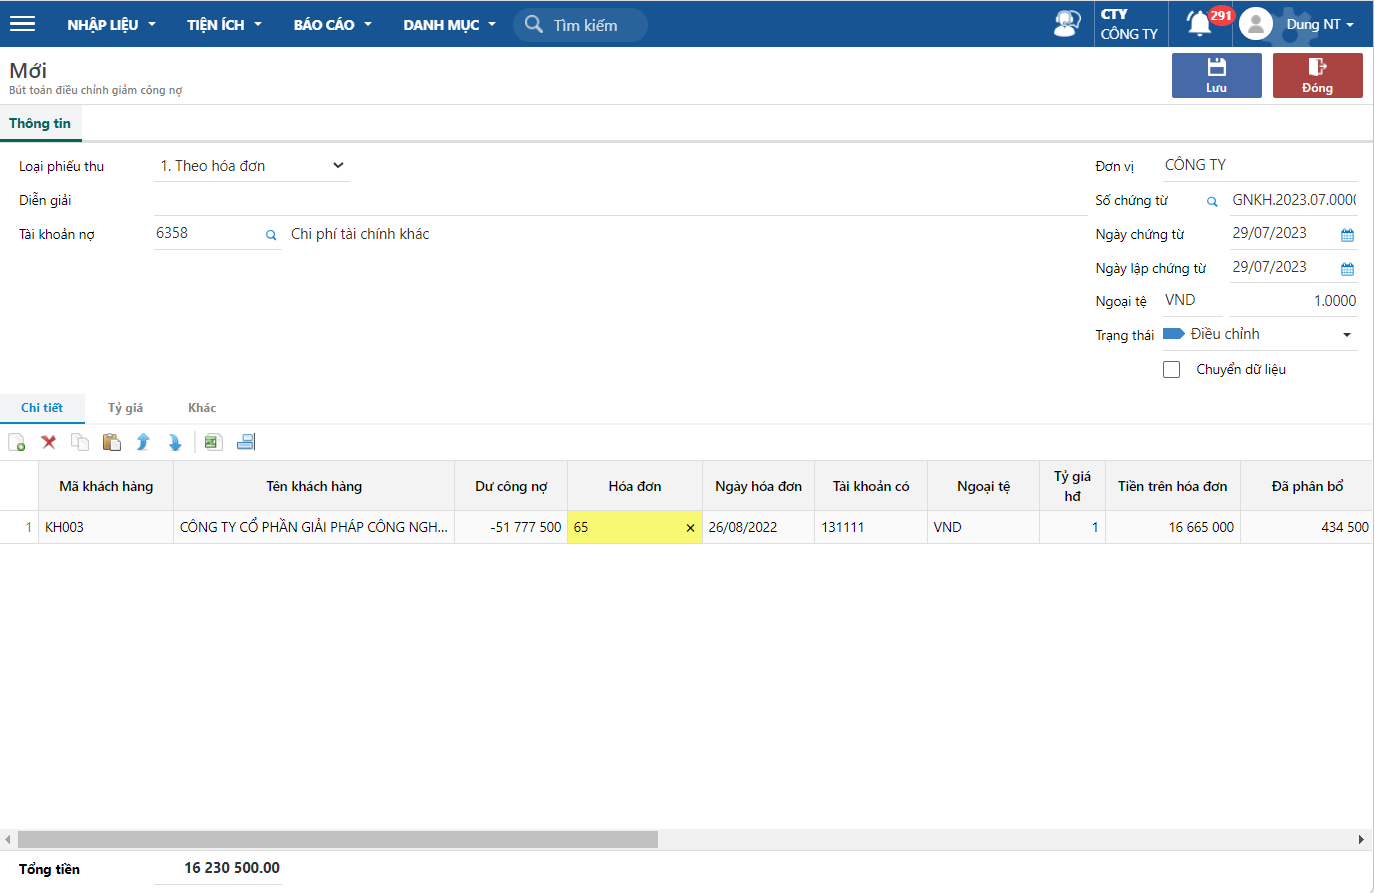 NHẬP LIỆU
TIỆN ÍCH
BÁO CÁO
DANH MỤC
Tìm kiếm
CTY
CÔNG TY
291
Dung NT
Mới
Bút toán điều chỉnh giảm công nợ
Lưu
Đóng
Thông tin
Loại phiếu thu 1. Theo hóa đơn
Diễn giải
Tài khoản nợ 6358 Chi phí tài chính khác
Đơn vị CÔNG TY
Số chứng từ GNKH.2023.07.0000
Ngày chứng từ 29/07/2023
Ngày lập chứng từ 29/07/2023
Ngoại tệ VND 1.0000
Trạng thái Điều chỉnh
Chuyển dữ liệu
Chi tiết Tỷ giá Khác
Mã khách hàng Tên khách hàng Dư công nợ Hóa đơn Ngày hóa đơn Tài khoản có Ngoại tệ Tỷ giá hđ Tiền trên hóa đơn Đã phân bổ
1 KH003 CÔNG TY CỔ PHẦN GIẢI PHÁP CÔNG NGH... -51 777 500 65 26/08/2022 131111 VND 1 16 665 000 434 500
Tổng tiền 16 230 500.00